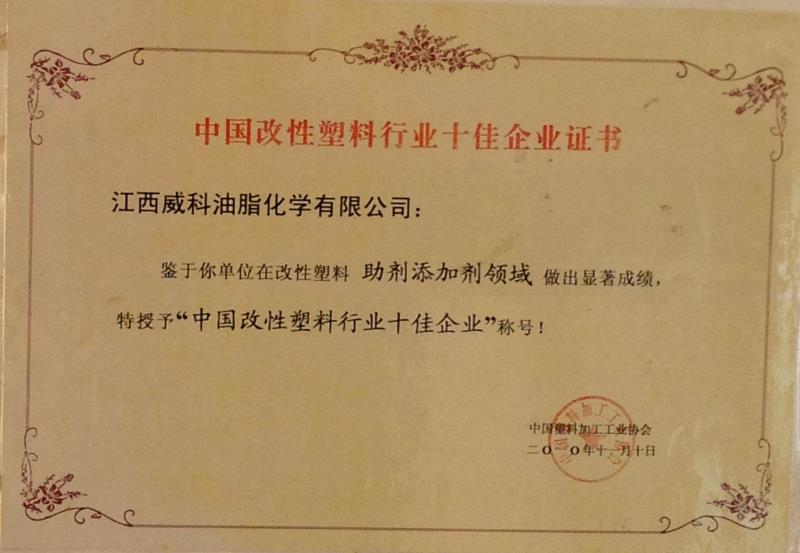 中国改性塑料行业十佳企业证书
江西威科油脂化学有限公司：
鉴于你单位在改性塑料 助剂添加剂领域 做出显著成绩，
特授予“中国改性塑料行业十佳企业”称号！
中国塑料加工工业协会
二〇一〇年十一月十日